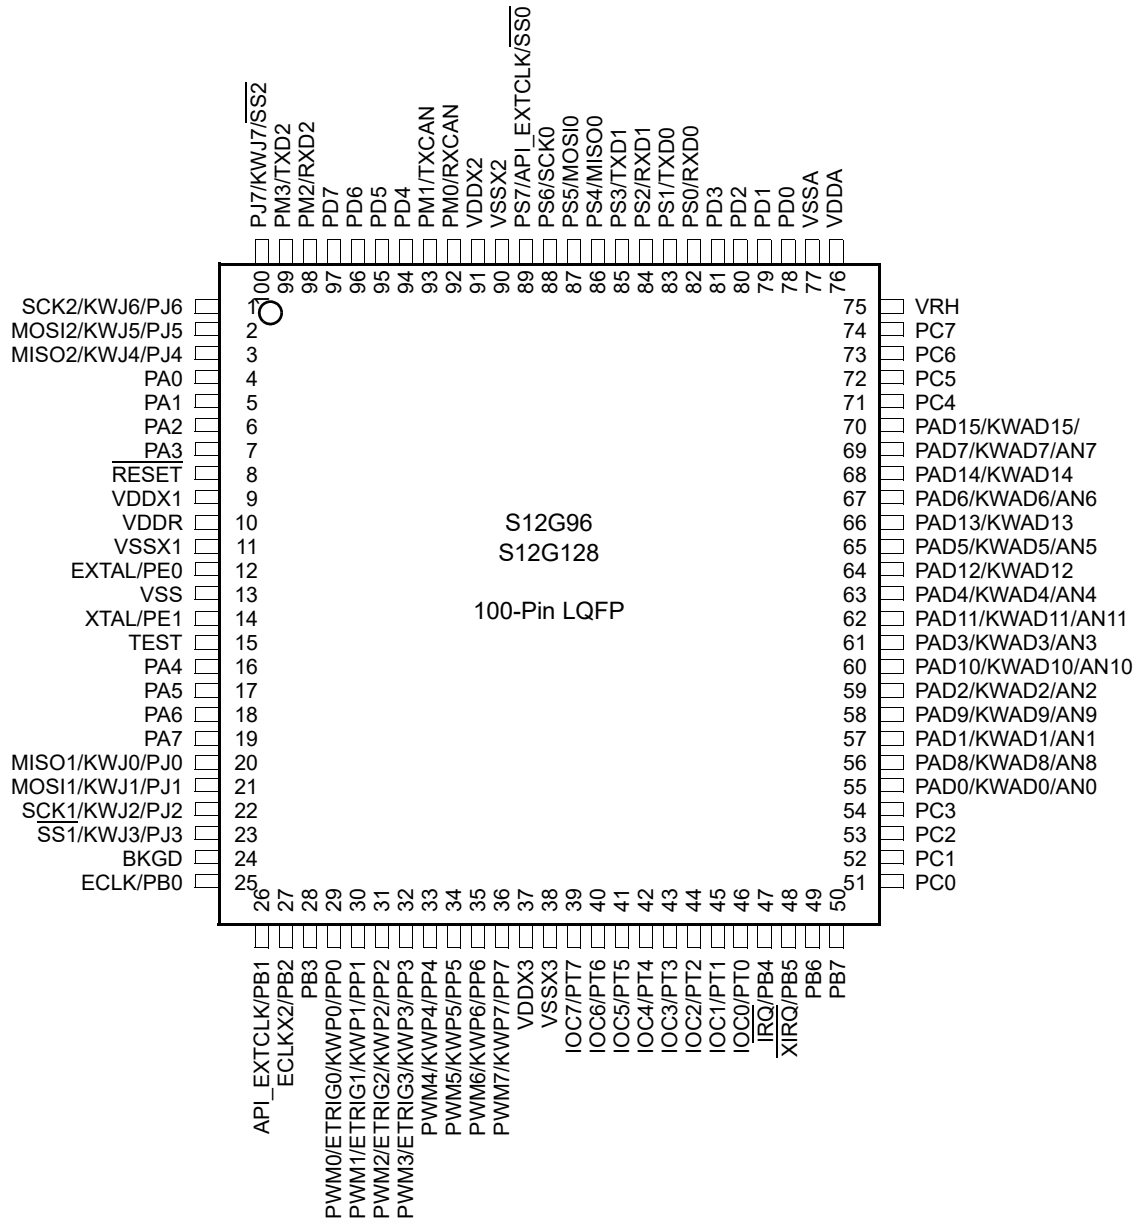 PJ7/KWJ7/SS2
PM3/TXD2
PM2/RXD2
PD7
PD6
PD5
PD4
PM1/TXCAN
PM0/RXCAN
VDDX2
VSSX2
PS7/API_EXTCLK/SS0
PS6/SCK0
PS5/MOSI0
PS4/MISO0
PS3/TXD1
PS2/RXD1
PS1/TXD0
PS0/RXD0
PD3
PD2
PD1
PD0
VSSA
VDDA
100
99
98
97
96
95
94
93
92
91
90
89
88
87
86
85
84
83
82
81
80
79
78
77
76
SCK2/KWJ6/PJ6 1
MOSI2/KWJ5/PJ5 2
MISO2/KWJ4/PJ4 3
PA0 4
PA1 5
PA2 6
PA3 7
RESET 8
VDDX1 9
VDDR 10
VSSX1 11
EXTAL/PE0 12
VSS 13
XTAL/PE1 14
TEST 15
PA4 16
PA5 17
PA6 18
PA7 19
MISO1/KWJ0/PJ0 20
MOSI1/KWJ1/PJ1 21
SCK1/KWJ2/PJ2 22
SS1/KWJ3/PJ3 23
BKGD 24
ECLK/PB0 25
S12G96
S12G128
100-Pin LQFP
75 VRH
74 PC7
73 PC6
72 PC5
71 PC4
70 PAD15/KWAD15/
69 PAD7/KWAD7/AN7
68 PAD14/KWAD14
67 PAD6/KWAD6/AN6
66 PAD13/KWAD13
65 PAD5/KWAD5/AN5
64 PAD12/KWAD12
63 PAD4/KWAD4/AN4
62 PAD11/KWAD11/AN11
61 PAD3/KWAD3/AN3
60 PAD10/KWAD10/AN10
59 PAD2/KWAD2/AN2
58 PAD9/KWAD9/AN9
57 PAD1/KWAD1/AN1
56 PAD8/KWAD8/AN8
55 PAD0/KWAD0/AN0
54 PC3
53 PC2
52 PC1
51 PC0
26
27
28
29
30
31
32
33
34
35
36
37
38
39
40
41
42
43
44
45
46
47
48
49
50
API_EXTCLK/PB1
ECLKX2/PB2
PB3
PWM0/ETRIG0/KWP0/PP0
PWM1/ETRIG1/KWP1/PP1
PWM2/ETRIG2/KWP2/PP2
PWM3/ETRIG3/KWP3/PP3
PWM4/KWP4/PP4
PWM5/KWP5/PP5
PWM6/KWP6/PP6
PWM7/KWP7/PP7
VDDX3
VSSX3
IOC7/PT7
IOC6/PT6
IOC5/PT5
IOC4/PT4
IOC3/PT3
IOC2/PT2
IOC1/PT1
IOC0/PT0
IRQ/PB4
XIRQ/PB5
PB6
PB7